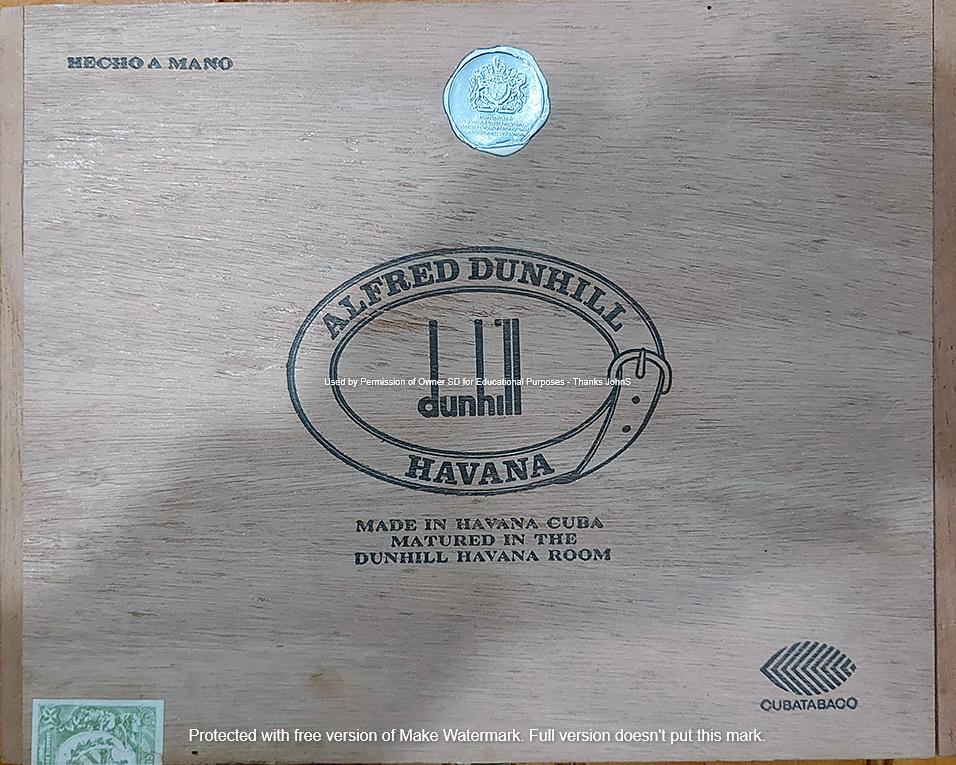 HECHO A MANO
ALFRED DUNHILL
dunhill
Used by Permission of Owner SD for Educational Purposes - Thanks JohnS
HAVANA
MADE IN HAVANA CUBA
MATURED IN THE
DUNHILL HAVANA ROOM
CUBATABACO
Protected with free version of Make Watermark. Full version doesn't put this mark.